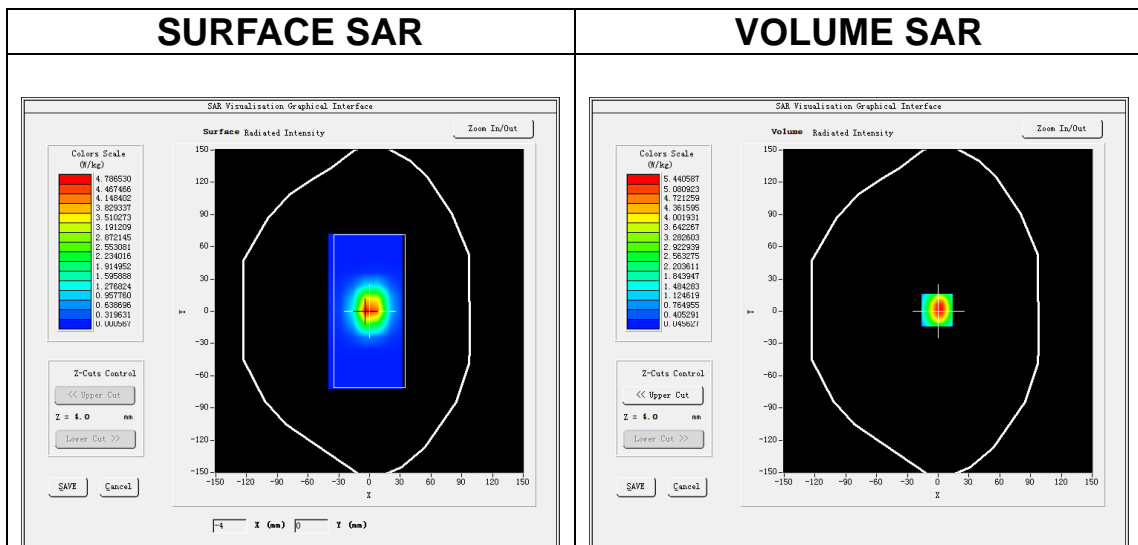 SURFACE SAR
VOLUME SAR
SAR Visualisation Graphical Interface
Surface Radiated Intensity
Zoom In/Out
Colors Scale
(W/kg)
4.786530
4.467466
4.148402
3.829337
3.510273
3.191209
2.872145
2.553081
2.234016
1.914952
1.595888
1.276824
0.957760
0.638696
0.319631
0.000567
150
120
90
60
30
0
-30
-60
-90
-120
-150
Y
-150 -120 -90 -60 -30 0 30 60 90 120 150
X
Z-Cuts Control
<< Upper Cut
Z = 4.0 mm
Lower Cut >>
SAVE Cancel
-4 X (mm) 0 Y (mm)
SAR Visualisation Graphical Interface
Volume Radiated Intensity
Zoom In/Out
Colors Scale
(W/kg)
5.440587
5.080923
4.721259
4.361595
4.001931
3.642267
3.282603
2.922939
2.563275
2.203611
1.843947
1.484283
1.124619
0.764955
0.405291
0.045627
150
120
90
60
30
0
-30
-60
-90
-120
-150
Y
-150 -120 -90 -60 -30 0 30 60 90 120 150
X
Z-Cuts Control
<< Upper Cut
Z = 4.0 mm
Lower Cut >>
SAVE Cancel